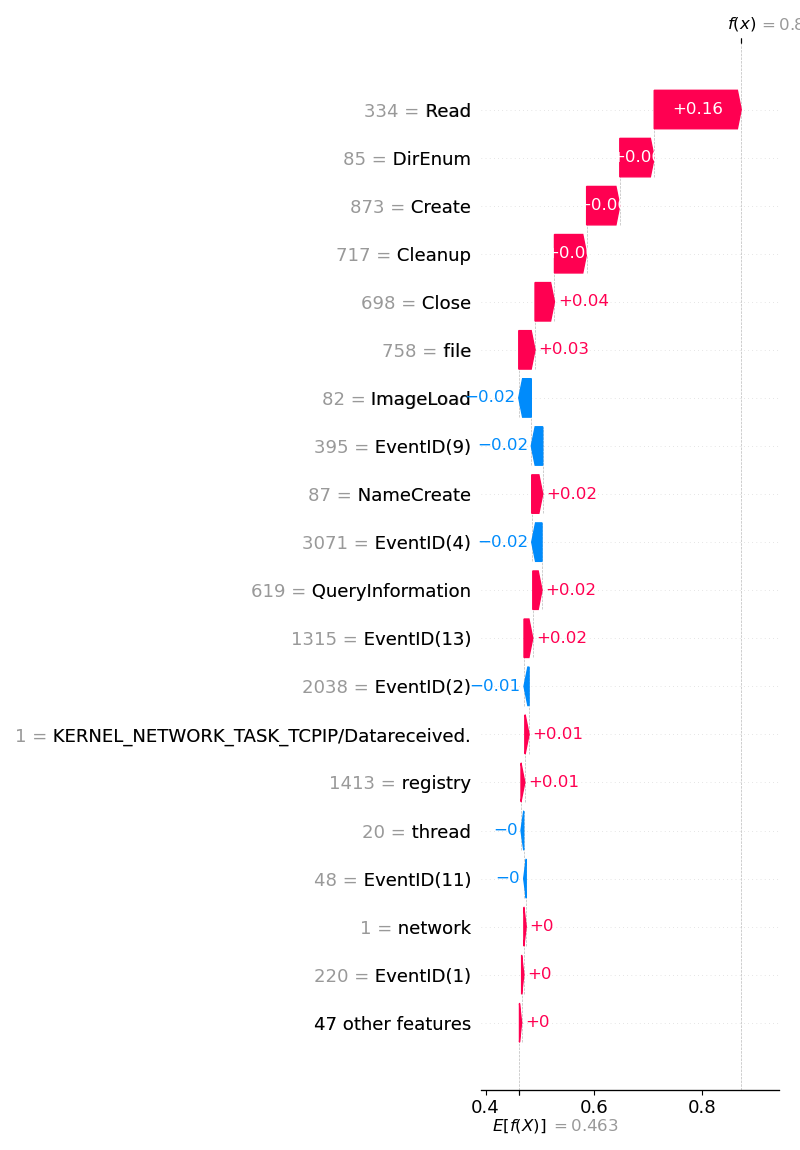 f(x) = 0.8
334 = Read +0.16
85 = DirEnum
873 = Create
717 = Cleanup
698 = Close +0.04
758 = file +0.03
82 = ImageLoad −0.02
395 = EventID(9) −0.02
87 = NameCreate +0.02
3071 = EventID(4) −0.02
619 = QueryInformation +0.02
1315 = EventID(13) +0.02
2038 = EventID(2) −0.01
1 = KERNEL_NETWORK_TASK_TCPIP/Datareceived. +0.01
1413 = registry +0.01
20 = thread −0
48 = EventID(11) −0
1 = network +0
220 = EventID(1) +0
47 other features +0
0.4 0.6 0.8
E[f(X)] = 0.463